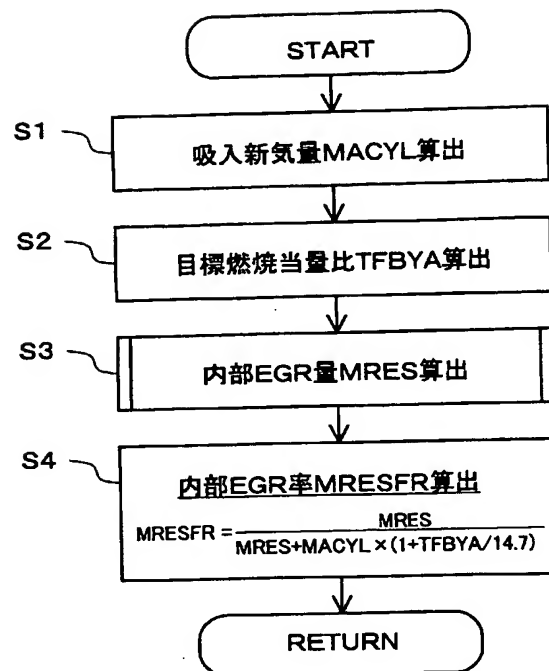 START
S1
吸入新気量MACYL算出
S2
目標燃焼当量比TFBYA算出
S3
内部EGR量MRES算出
S4
内部EGR率MRESFR算出
MRESFR = MRES
MRES+MACYL×(1+TFBYA/14.7)
RETURN